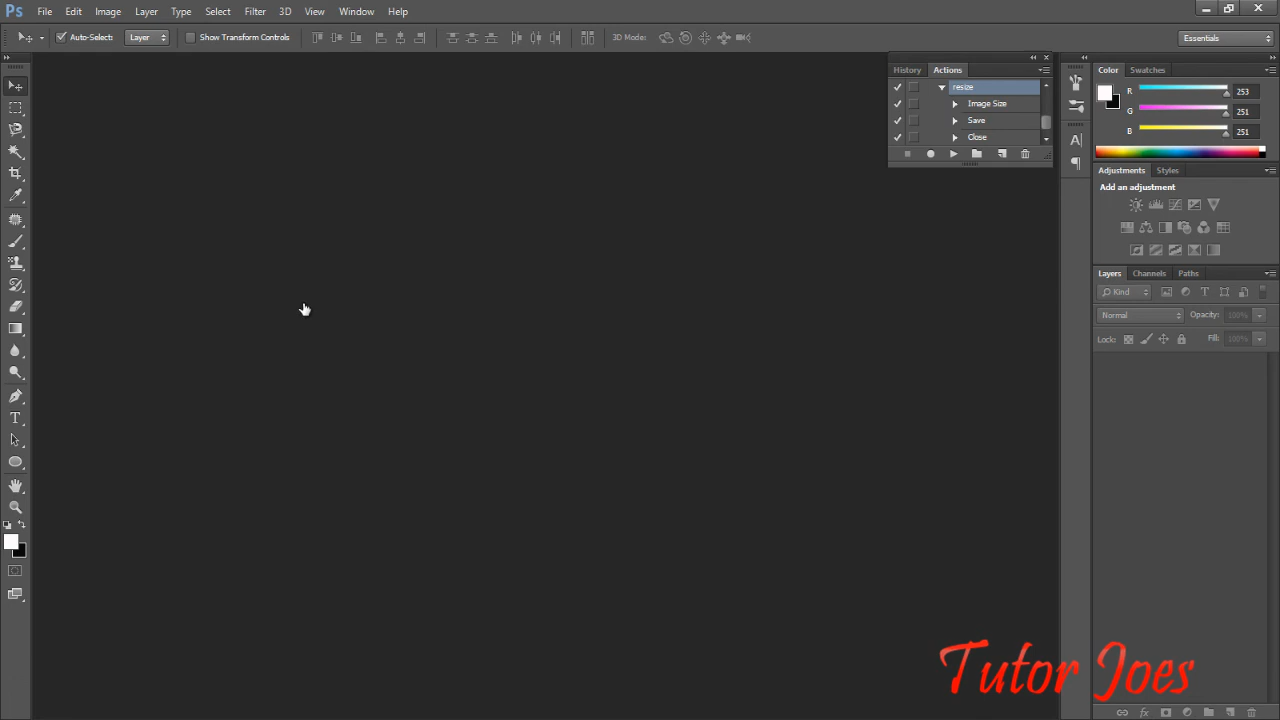 Ps File Edit Image Layer Type Select Filter 3D View Window Help
Auto-Select: Layer Show Transform Controls 3D Mode: Essentials
History Actions
resize
Image Size
Save
Close
Color Swatches
R 253
G 251
B 251
Adjustments Styles
Add an adjustment
Layers Channels Paths
Kind
Normal Opacity: 100%
Lock: Fill: 100%
Tutor Joes